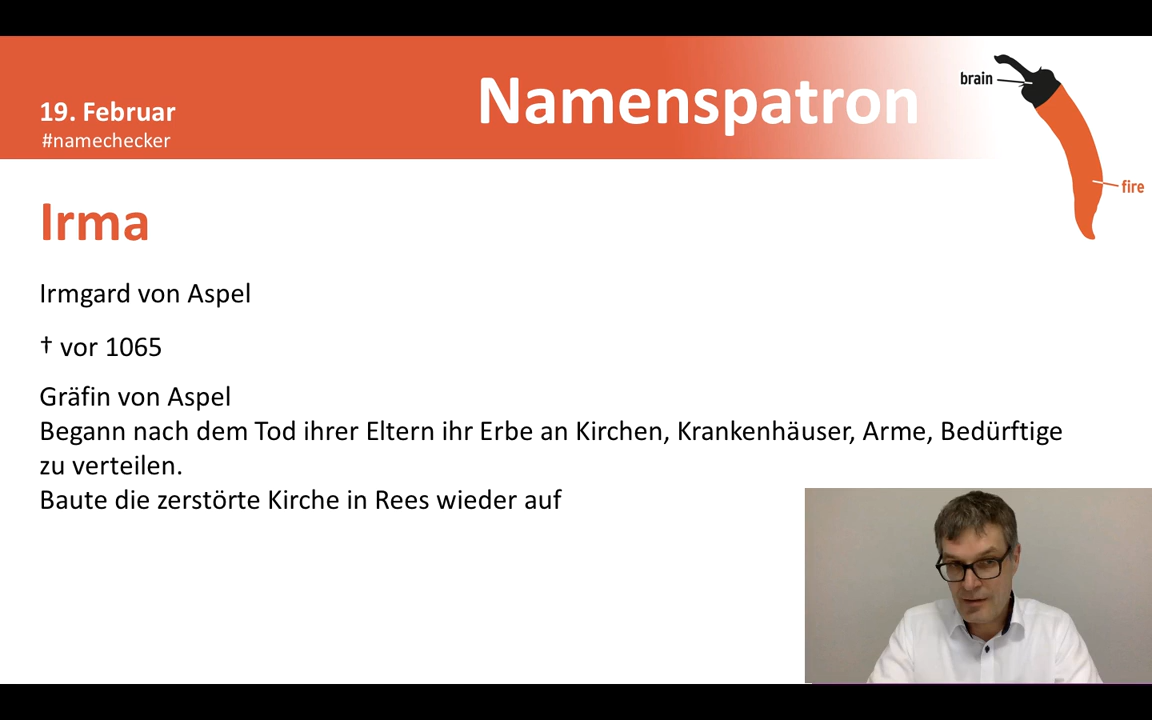 19. Februar
#namechecker
Namenspatron
brain
fire
Irma
Irmgard von Aspel
† vor 1065
Gräfin von Aspel
Begann nach dem Tod ihrer Eltern ihr Erbe an Kirchen, Krankenhäuser, Arme, Bedürftige
zu verteilen.
Baute die zerstörte Kirche in Rees wieder auf